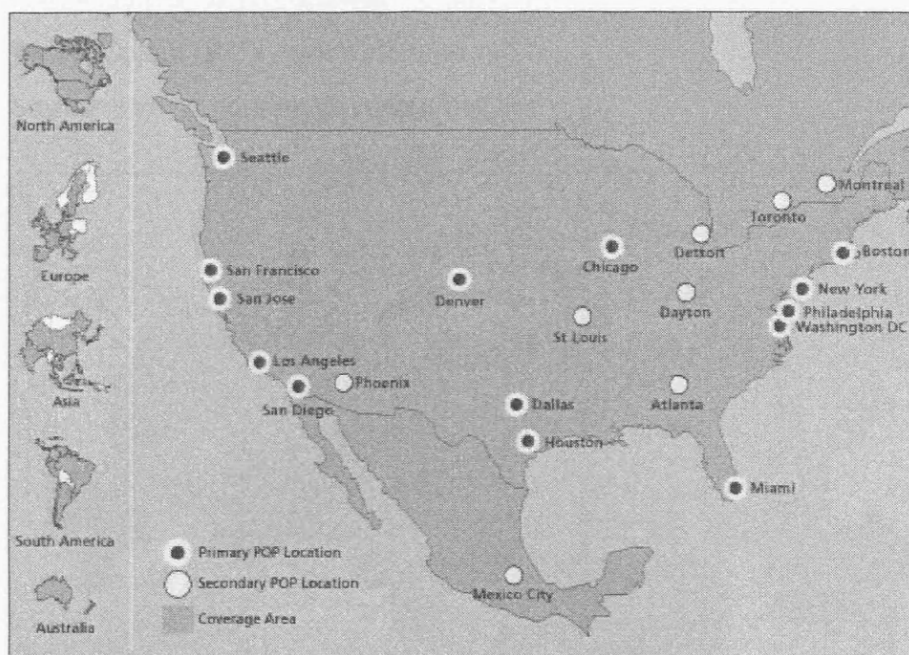 North America
Europe
Asia
South America
Australia
Seattle
San Francisco
San Jose
Los Angeles
San Diego
Phoenix
Denver
Dallas
Houston
Chicago
St Louis
Detroit
Dayton
Atlanta
Miami
Toronto
Montreal
Boston
New York
Philadelphia
Washington DC
Mexico City
Primary POP Location
Secondary POP Location
Coverage Area